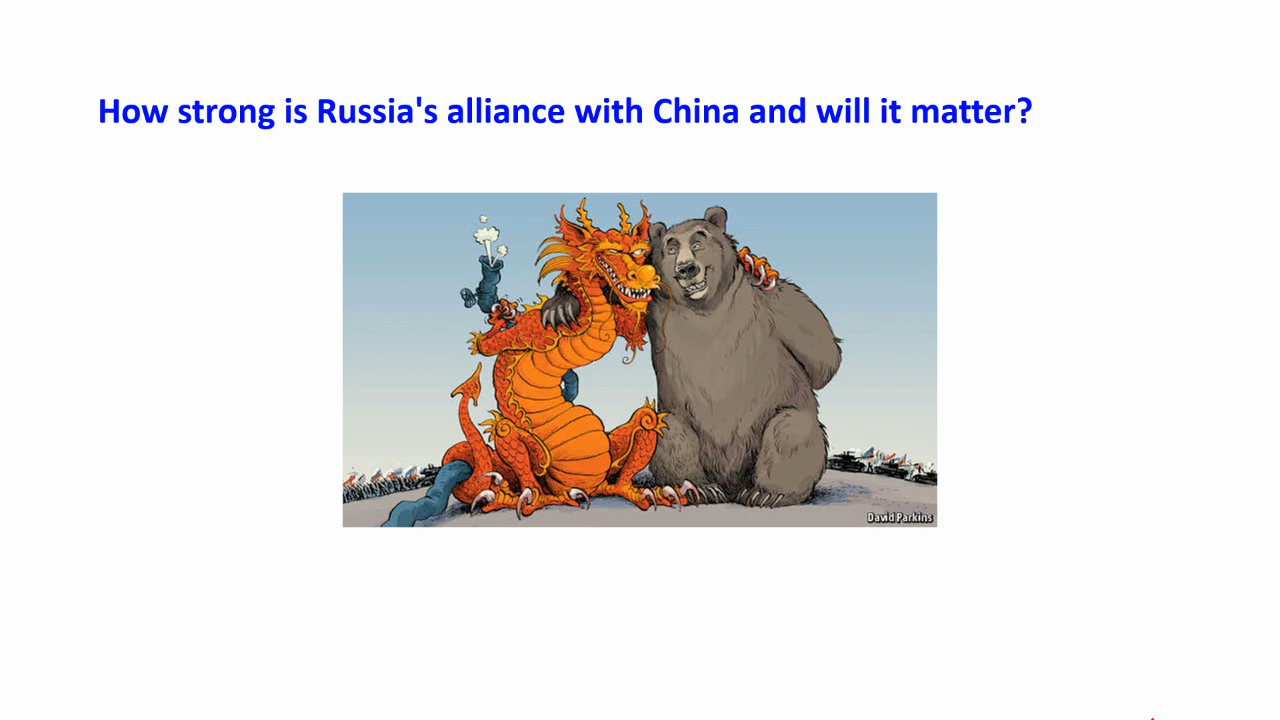 How strong is Russia's alliance with China and will it matter?
David Parkins